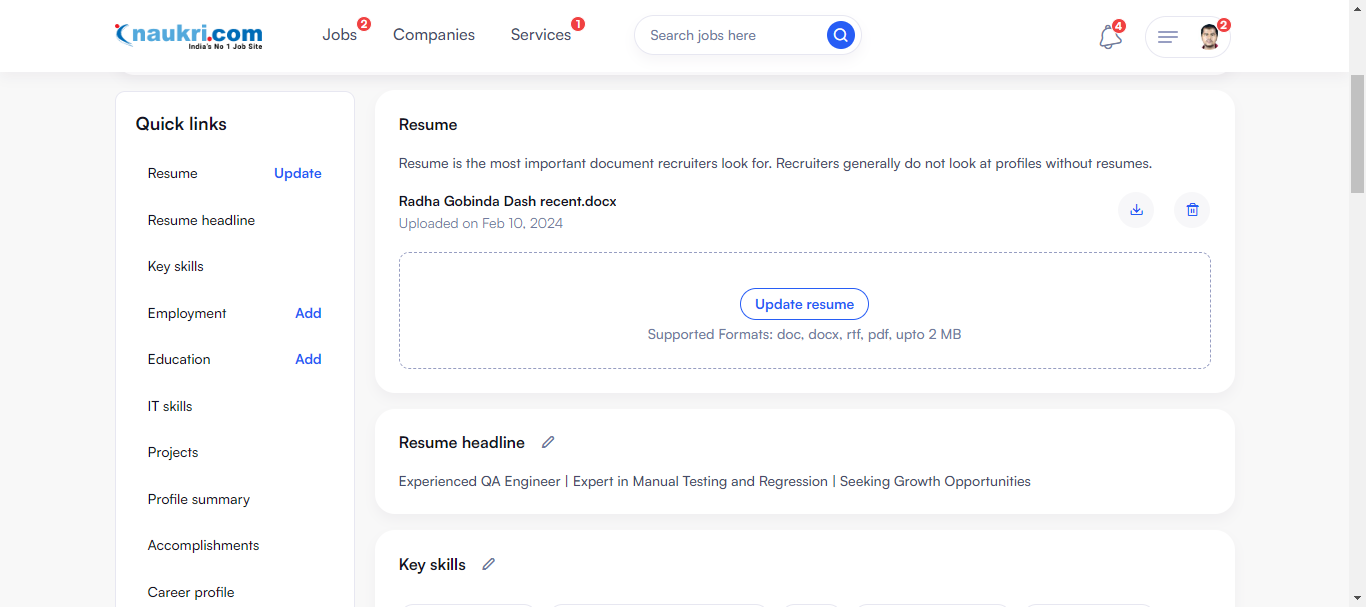 naukri.com
India's No 1 Job Site
Jobs 2
Companies
Services 1
Search jobs here
4
2
Quick links
Resume Update
Resume headline
Key skills
Employment Add
Education Add
IT skills
Projects
Profile summary
Accomplishments
Career profile
Resume
Resume is the most important document recruiters look for. Recruiters generally do not look at profiles without resumes.
Radha Gobinda Dash recent.docx
Uploaded on Feb 10, 2024
Update resume
Supported Formats: doc, docx, rtf, pdf, upto 2 MB
Resume headline
Experienced QA Engineer | Expert in Manual Testing and Regression | Seeking Growth Opportunities
Key skills